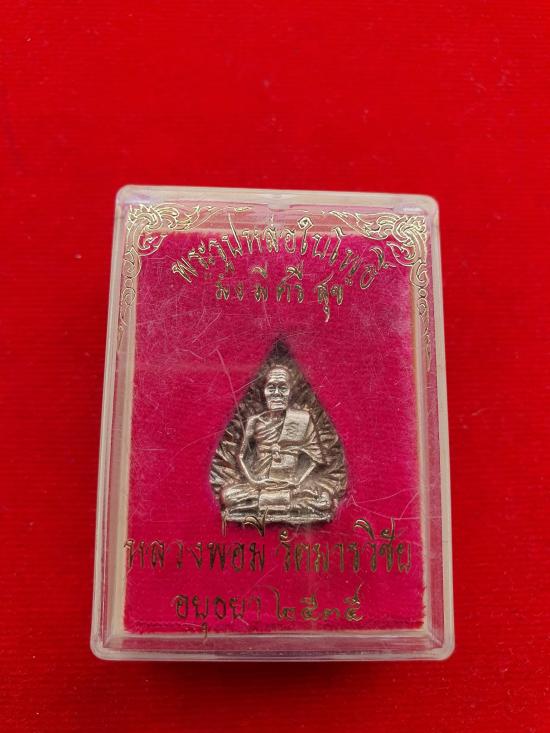 พระรูปหล่อใบโพธิ์
"มั่ง มี ศรี สุข"
หลวงพ่อมี วัดมารวิชัย
อยุธยา ๒๕๓๕